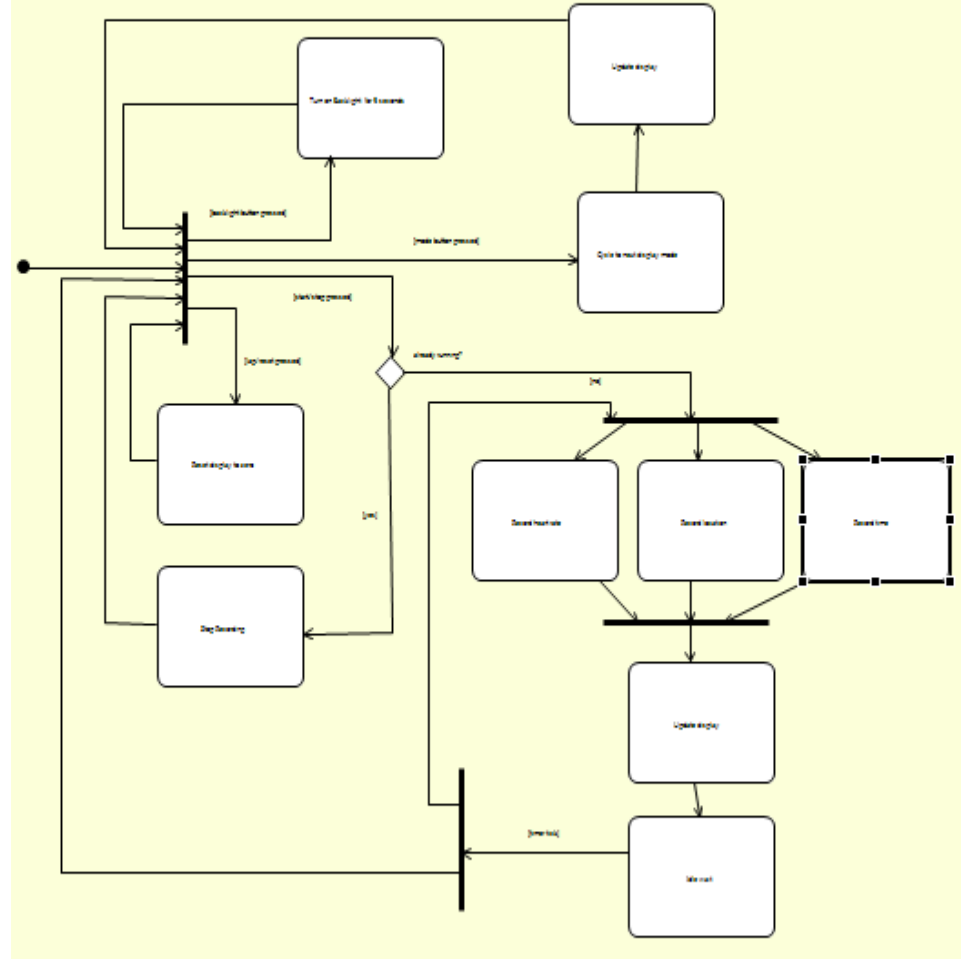 Update display
Turn on Backlight for 5 seconds
[backlight button pressed]
[mode button pressed]
Cycle to next display mode
[start/stop pressed]
[lap/reset pressed]
Already running?
[no]
Reset display to zero
[yes]
Record heart rate
Record location
Record time
Stop Recording
Update display
[timer tick]
Idle wait